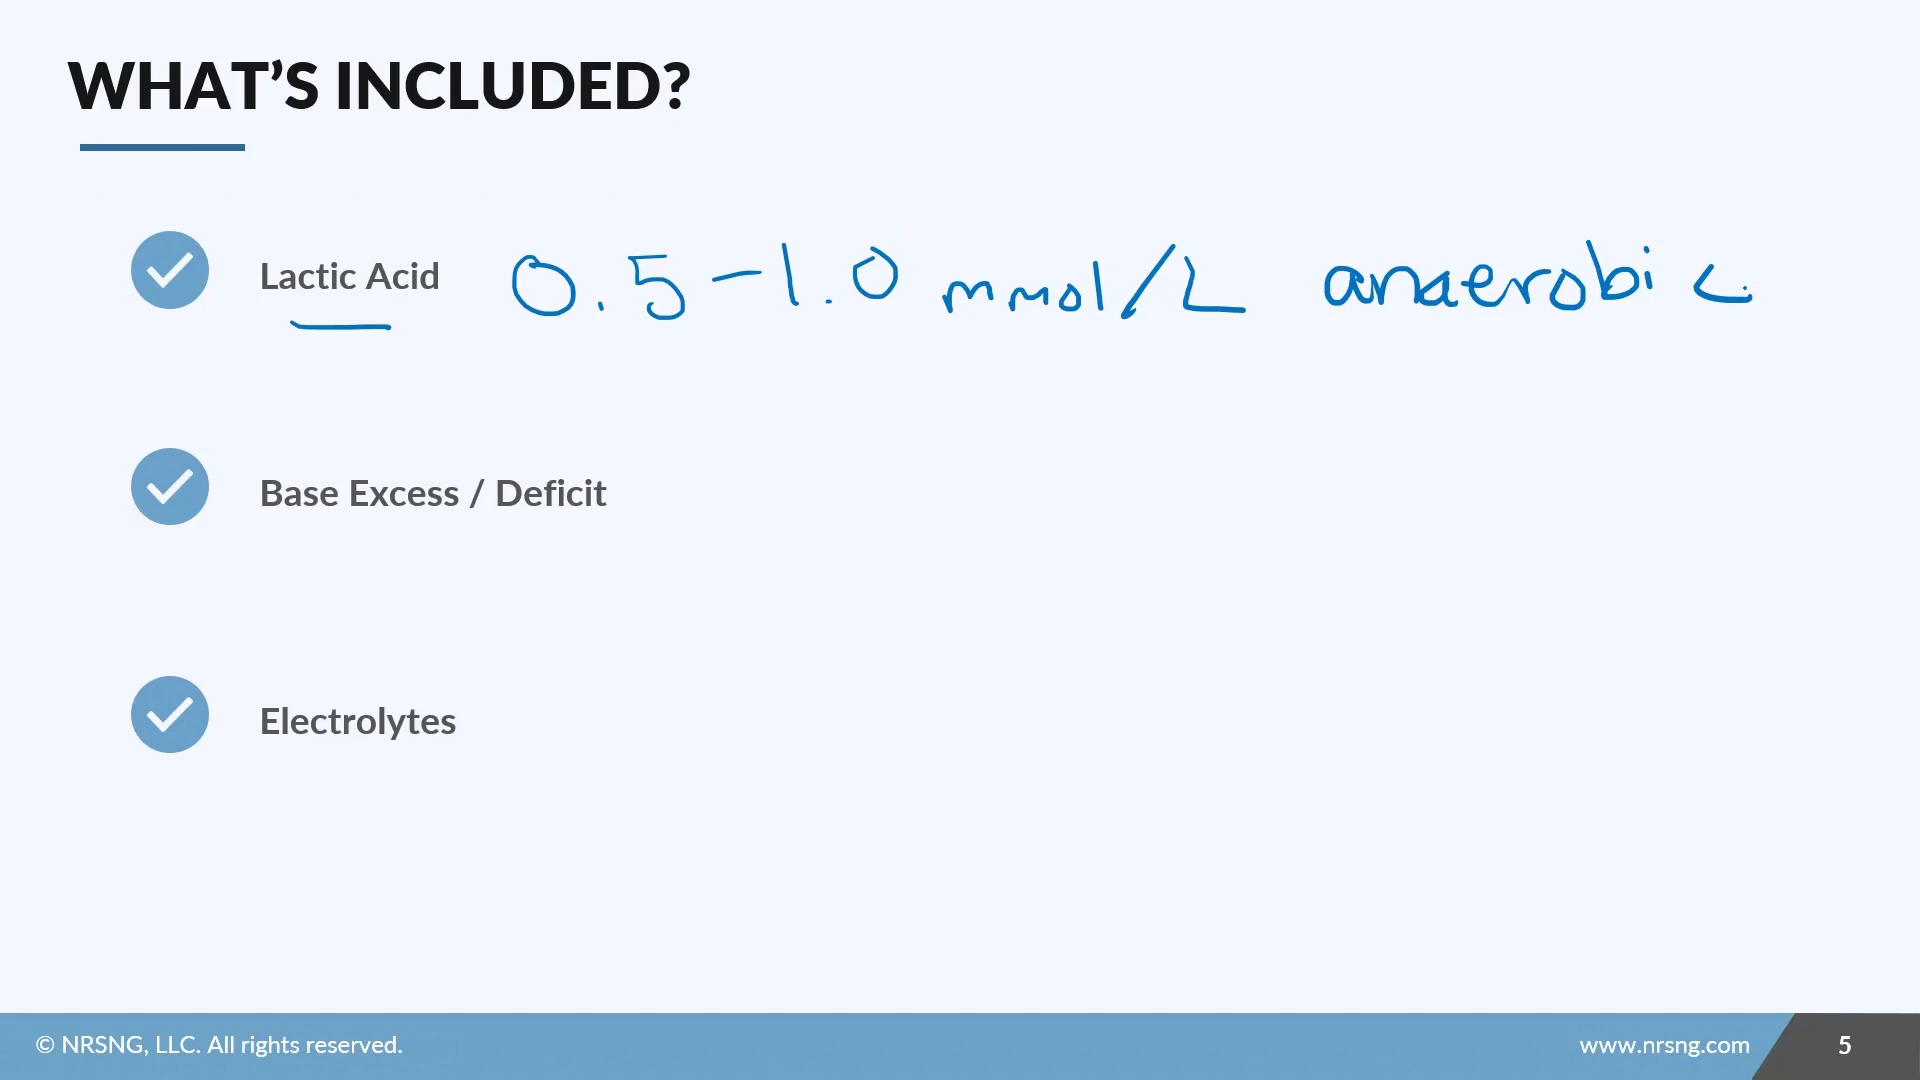 WHAT'S INCLUDED?
Lactic Acid 0.5-1.0 mmol/L anaerobic
Base Excess / Deficit
Electrolytes
© NRSNG, LLC. All rights reserved. www.nrsng.com 5